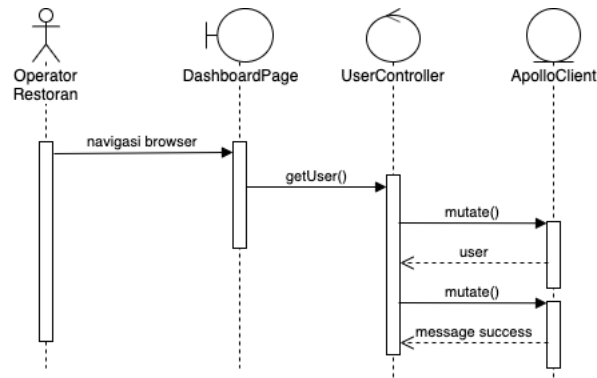 Operator
Restoran
DashboardPage
UserController
ApolloClient
navigasi browser
getUser()
mutate()
user
mutate()
message success